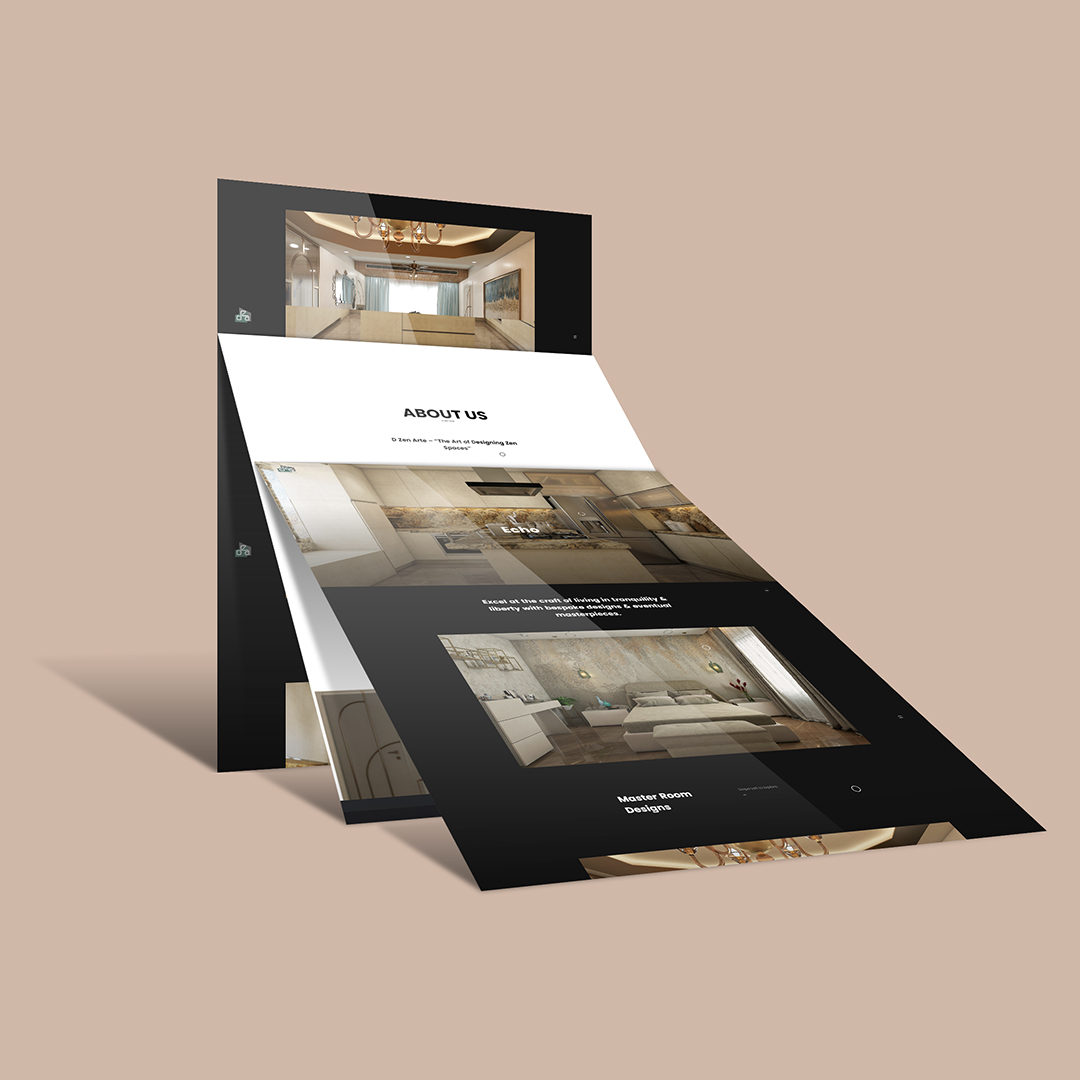 ABOUT US
D Zen Arte – "The Art of Designing Zen
Spaces"
Echo
Excel at the craft of living in tranquility &
liberty with bespoke designs & eventual
masterpieces.
Master Room
Designs